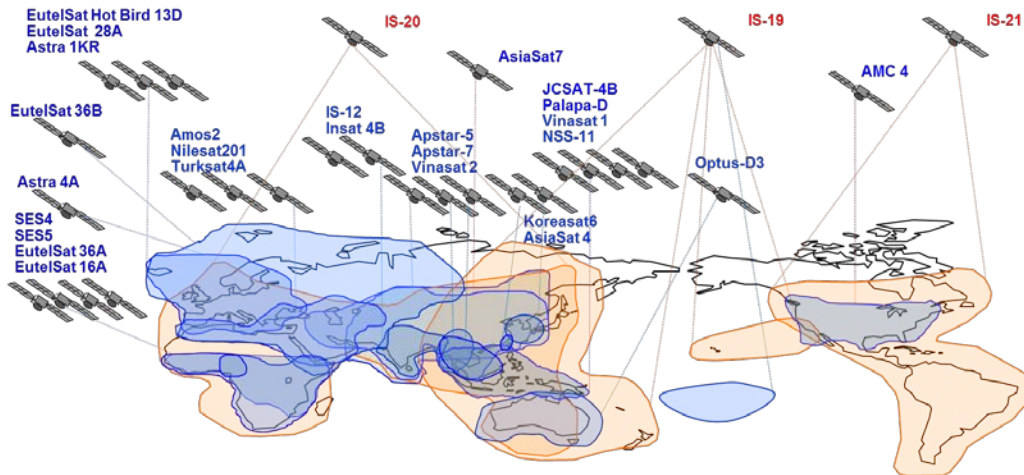 EutelSat Hot Bird 13D
EutelSat 28A
Astra 1KR
IS-20
IS-19
IS-21
AsiaSat7
AMC 4
JCSAT-4B
Palapa-D
Vinasat 1
NSS-11
EutelSat 36B
IS-12
Insat 4B
Amos2
Nilesat201
Turksat4A
Apstar-5
Apstar-7
Vinasat 2
Optus-D3
Astra 4A
SES4
SES5
EutelSat 36A
EutelSat 16A
Koreasat6
AsiaSat 4